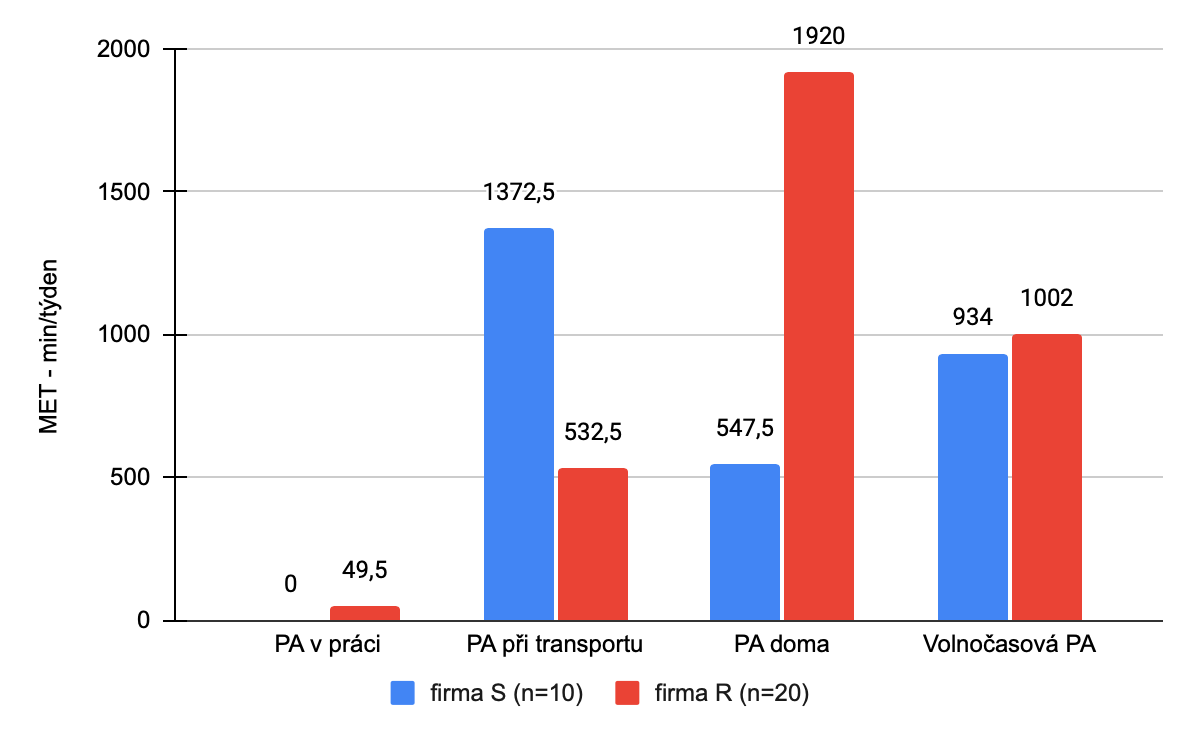 1920
2000
1372,5
1500
1002
934
1000
532,5
547,5
500
49,5
0
0
MET - min/týden
PA v práci
PA při transportu
PA doma
Volnočasová PA
firma S (n=10)
firma R (n=20)